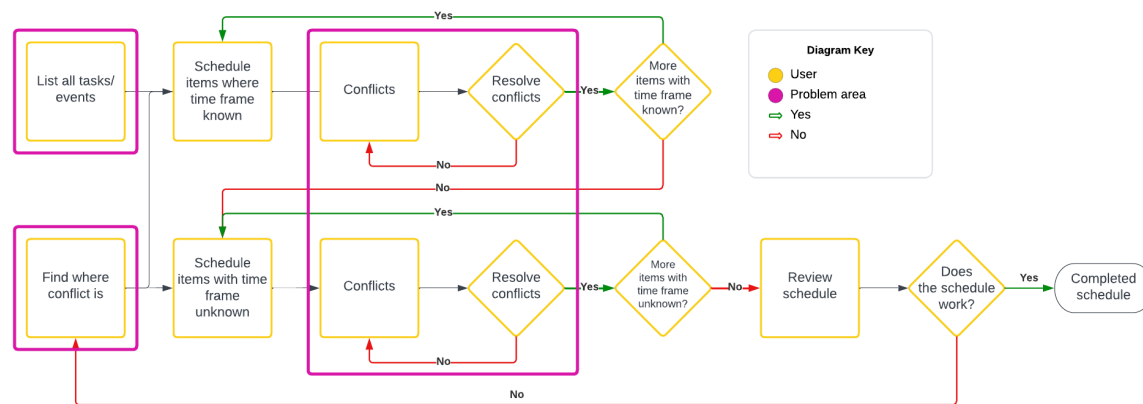 Yes
List all tasks/
events
Schedule
items where
time frame
known
Conflicts
Resolve
conflicts
Yes
More
items with
time frame
known?
No
No
Diagram Key
User
Problem area
Yes
No
Yes
Find where
conflict is
Schedule
items with time
frame
unknown
Conflicts
Resolve
conflicts
Yes
More
items with
time frame
unknown?
No
Review
schedule
Does
the schedule
work?
Yes
Completed
schedule
No
No